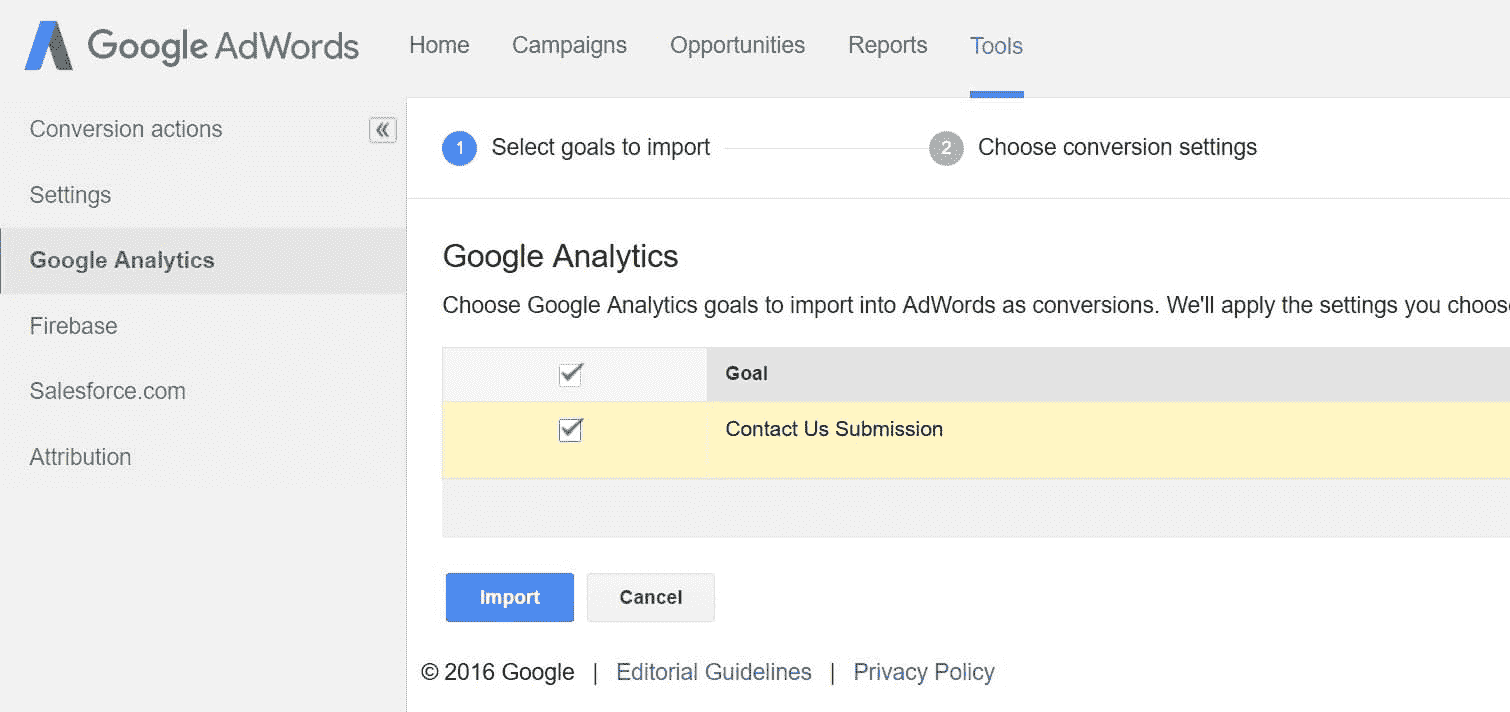 Google AdWords Home Campaigns Opportunities Reports Tools
Conversion actions
Settings
Google Analytics
Firebase
Salesforce.com
Attribution
1 Select goals to import 2 Choose conversion settings
Google Analytics
Choose Google Analytics goals to import into AdWords as conversions. We'll apply the settings you
Goal
Contact Us Submission
Import Cancel
© 2016 Google | Editorial Guidelines | Privacy Policy